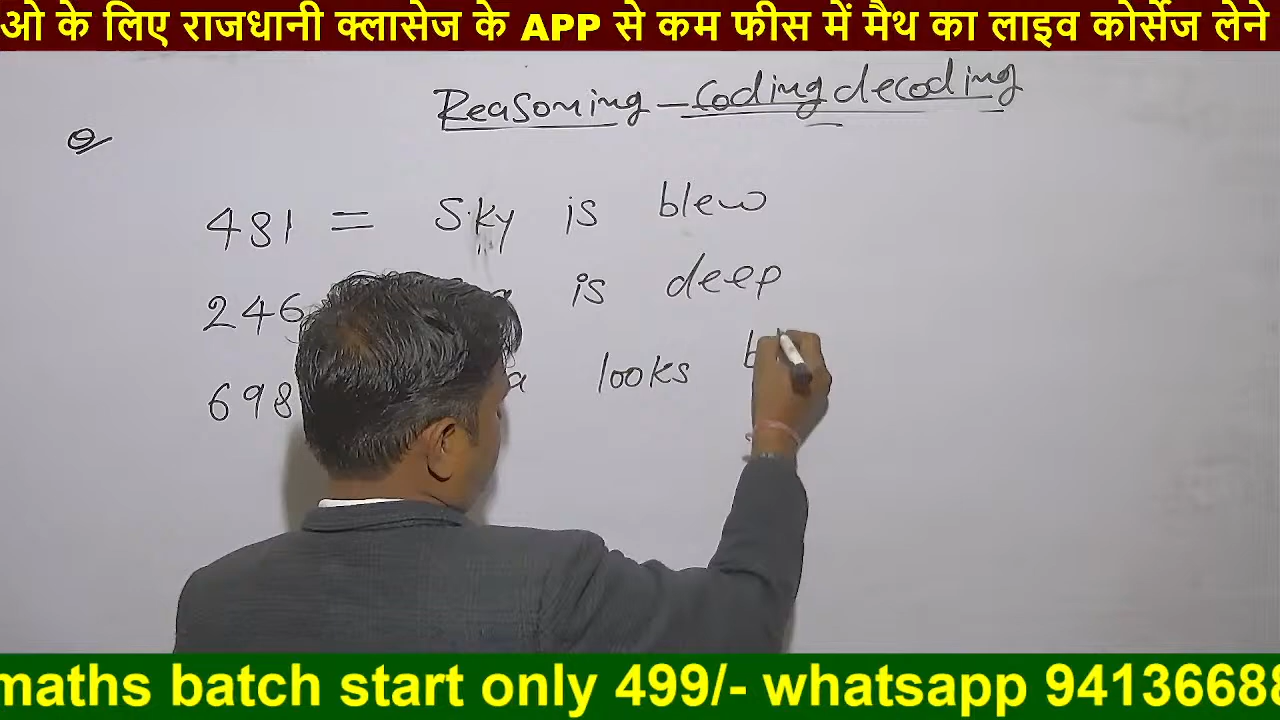 ओ के लिए राजधानी क्लासेज के APP से कम फीस में मैथ का लाइव कोर्सेज लेने
Reasoning - Coding decoding
Q
481 = Sky is blew
246 is deep
698 looks
maths batch start only 499/- whatsapp 9413668